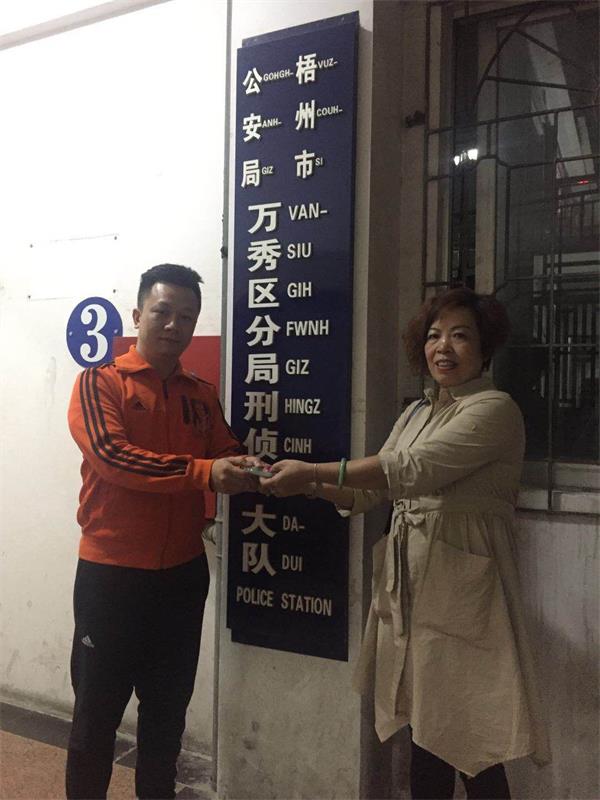 梧州市
VUZ-
COUH-
SI
公安局
GOHGH-
ANH-
GIZ
万秀区分局刑侦
大队
VAN-
SIU
GIH
FWNH
GIZ
HINGZ
CINH
DA-
DUI
POLICE STATION
3
adidas